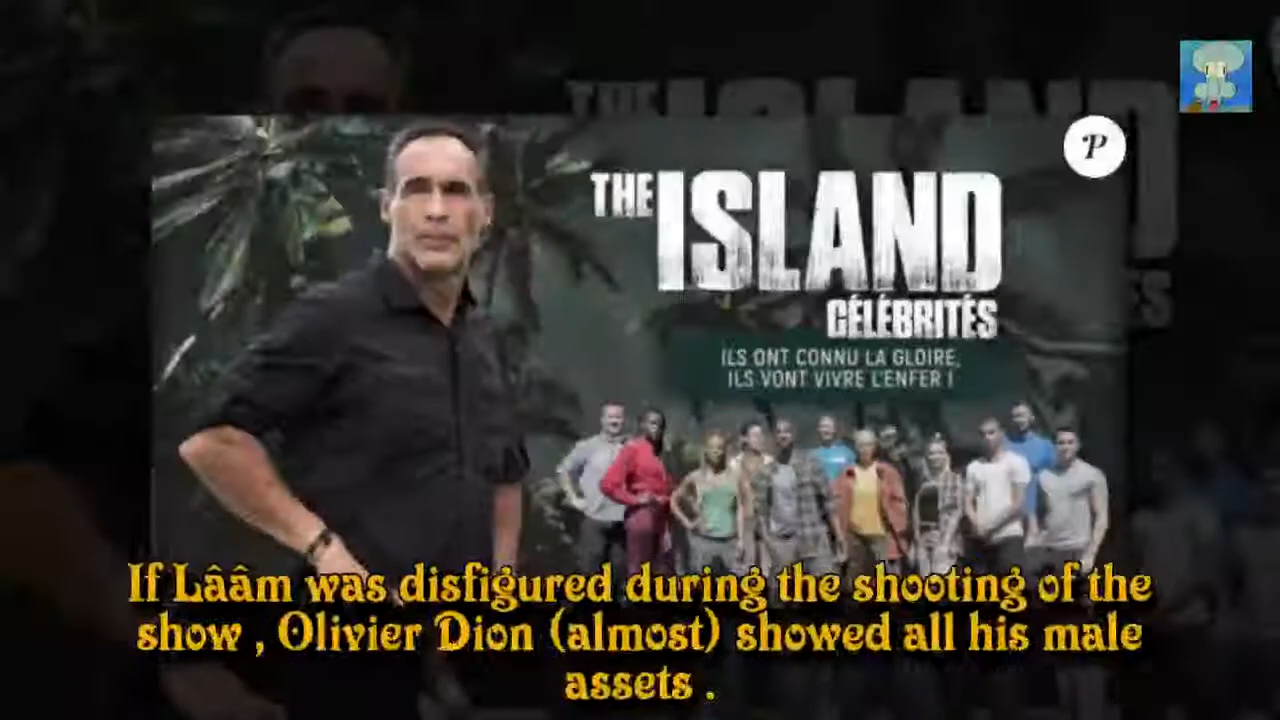 P
THE ISLAND
CÉLÉBRITÉS
ILS ONT CONNU LA GLOIRE,
ILS VONT VIVRE L'ENFER !
If Lââm was disfigured during the shooting of the
show , Olivier Dion (almost) showed all his male
assets .